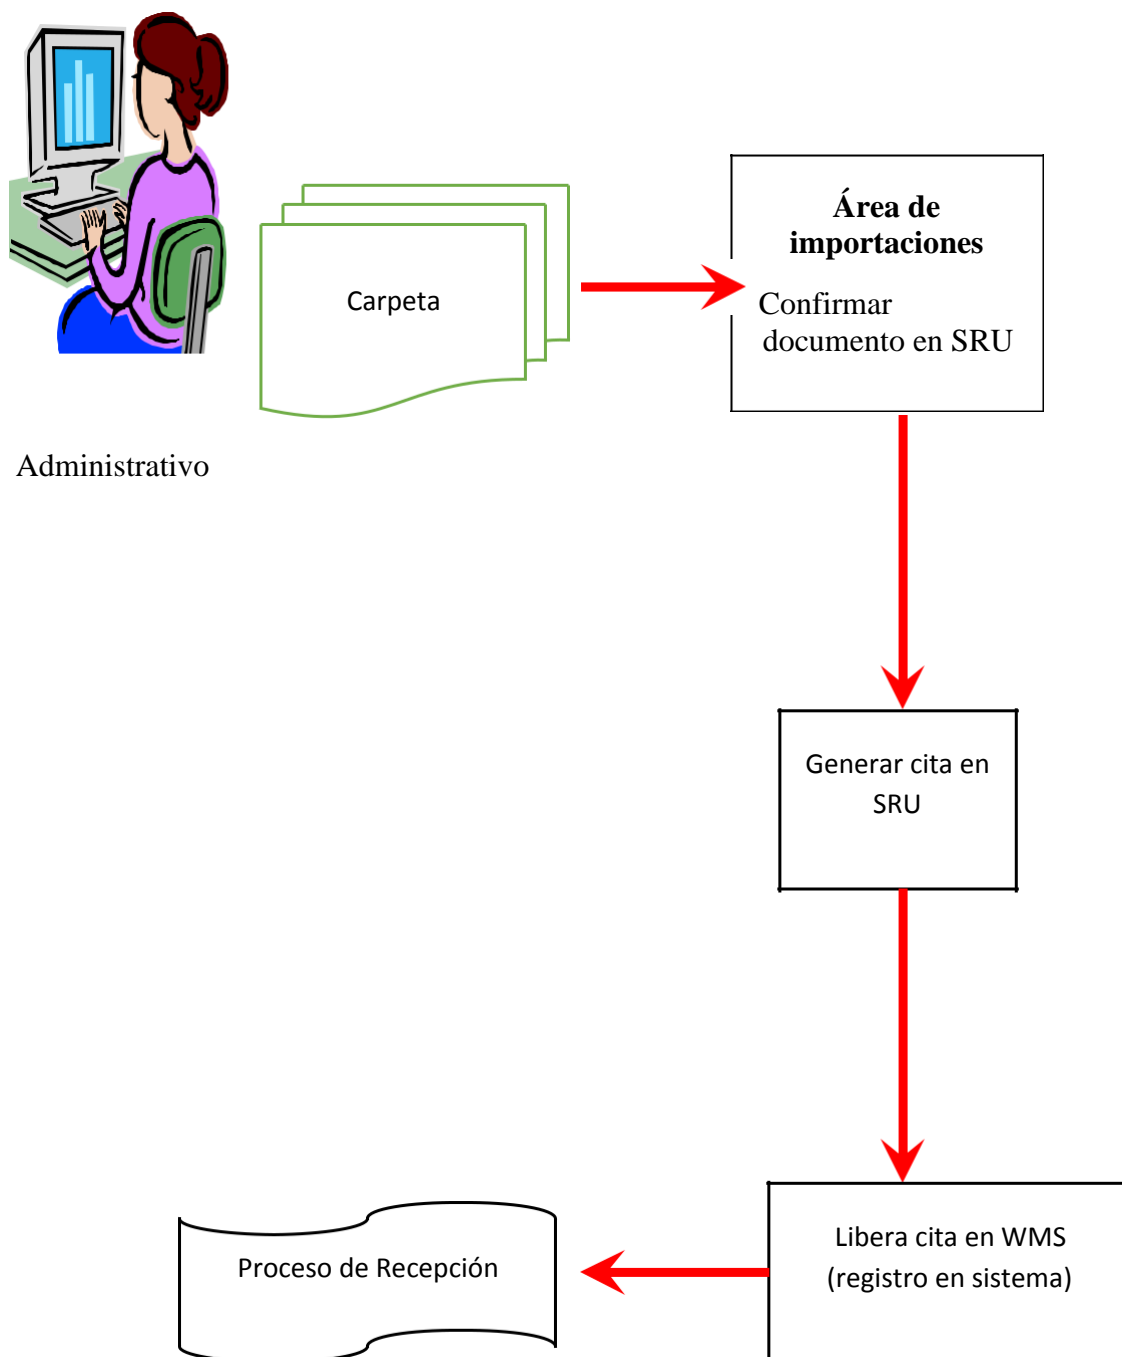 Área de
importaciones
Carpeta
Confirmar
documento en SRU
Administrativo
Generar cita en
SRU
Libera cita en WMS
(registro en sistema)
Proceso de Recepción